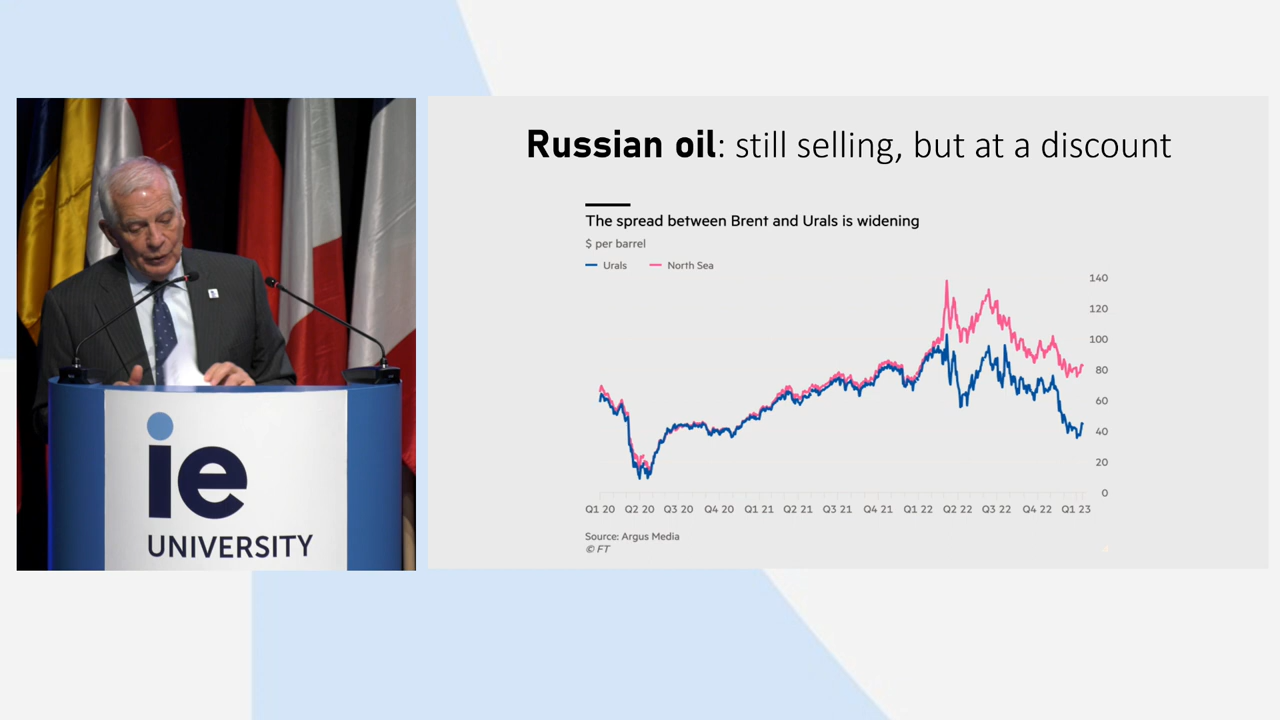 Russian oil: still selling, but at a discount
The spread between Brent and Urals is widening
$ per barrel
Urals North Sea
140
120
100
80
60
40
20
0
Q1 20 Q2 20 Q3 20 Q4 20 Q1 21 Q2 21 Q3 21 Q4 21 Q1 22 Q2 22 Q3 22 Q4 22 Q1 23
Source: Argus Media
© FT
ie
UNIVERSITY